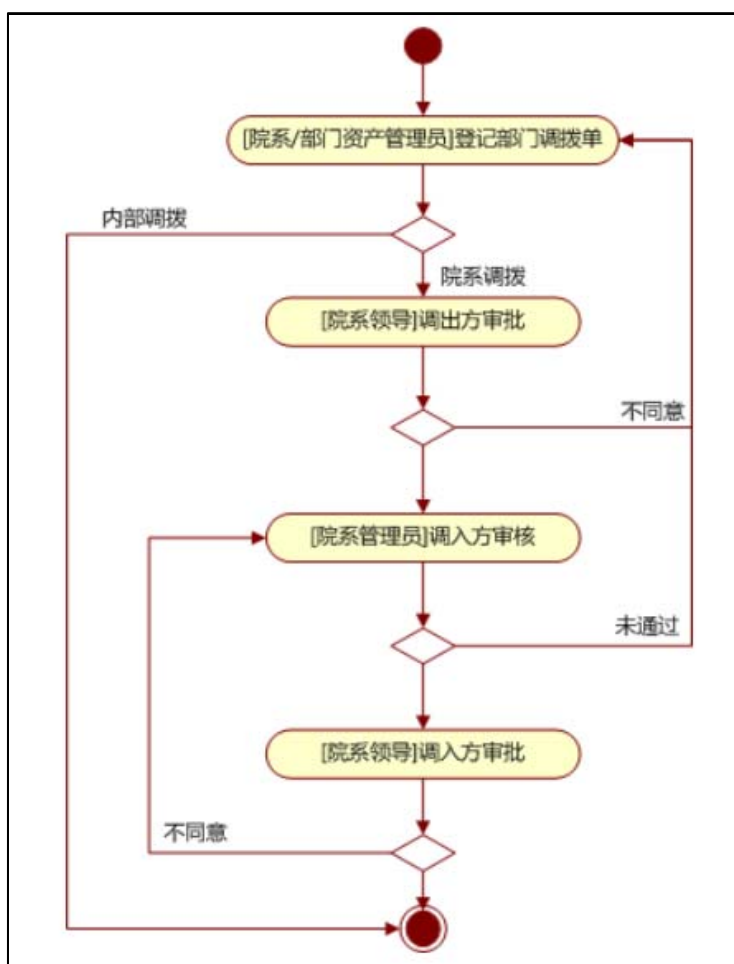 [院系/部门资产管理员]登记部门调拨单
内部调拨
院系调拨
[院系领导]调出方审批
不同意
[院系管理员]调入方审核
未通过
[院系领导]调入方审批
不同意